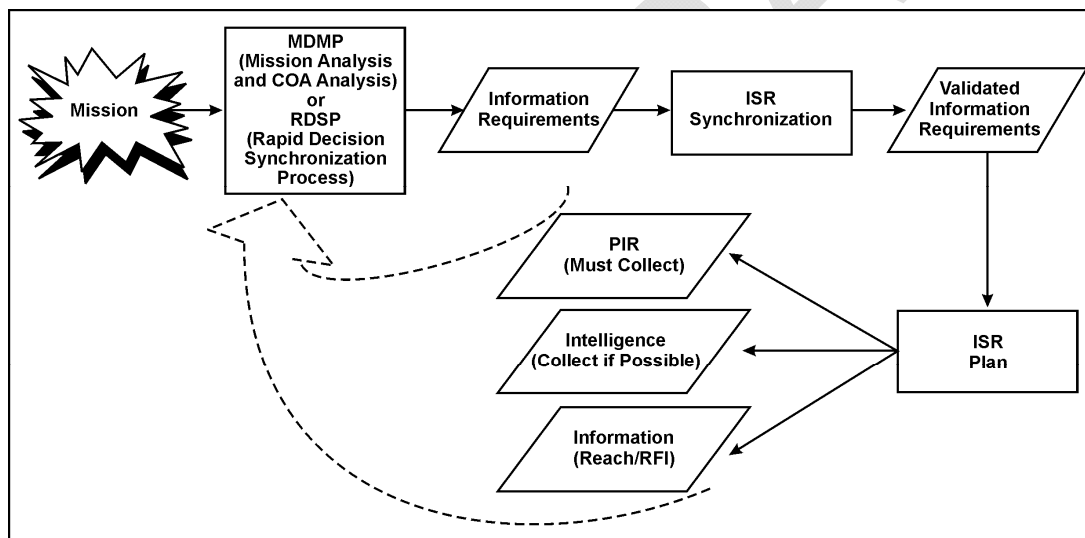 Mission
MDMP
(Mission Analysis
and COA Analysis)
or
RDSP
(Rapid Decision
Synchronization
Process)
Information
Requirements
ISR
Synchronization
Validated
Information
Requirements
PIR
(Must Collect)
Intelligence
(Collect if Possible)
Information
(Reach/RFI)
ISR
Plan